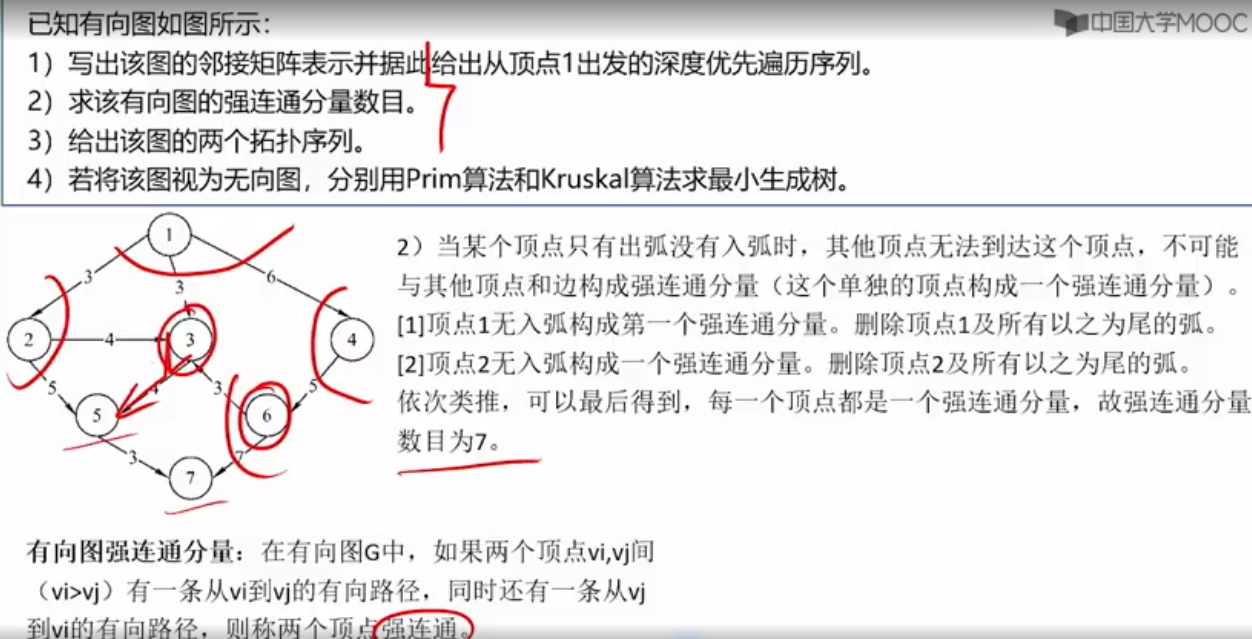 已知有向图如图所示：
中国大学MOOC
1）写出该图的邻接矩阵表示并据此给出从顶点1出发的深度优先遍历序列。
2）求该有向图的强连通分量数目。
3）给出该图的两个拓扑序列。
4）若将该图视为无向图，分别用Prim算法和Kruskal算法求最小生成树。
1
3
3
6
2
4
3
4
5
4
3
5
5
6
3
7
7
2）当某个顶点只有出弧没有入弧时，其他顶点无法到达这个顶点，不可能
与其他顶点和边构成强连通分量（这个单独的顶点构成一个强连通分量）。
[1]顶点1无入弧构成第一个强连通分量。删除顶点1及所有以之为尾的弧。
[2]顶点2无入弧构成一个强连通分量。删除顶点2及所有以之为尾的弧。
依次类推，可以最后得到，每一个顶点都是一个强连通分量，故强连通分量
数目为7。
有向图强连通分量：在有向图G中，如果两个顶点vi,vj间
（vi>vj）有一条从vi到vj的有向路径，同时还有一条从vj
到vi的有向路径，则称两个顶点强连通。